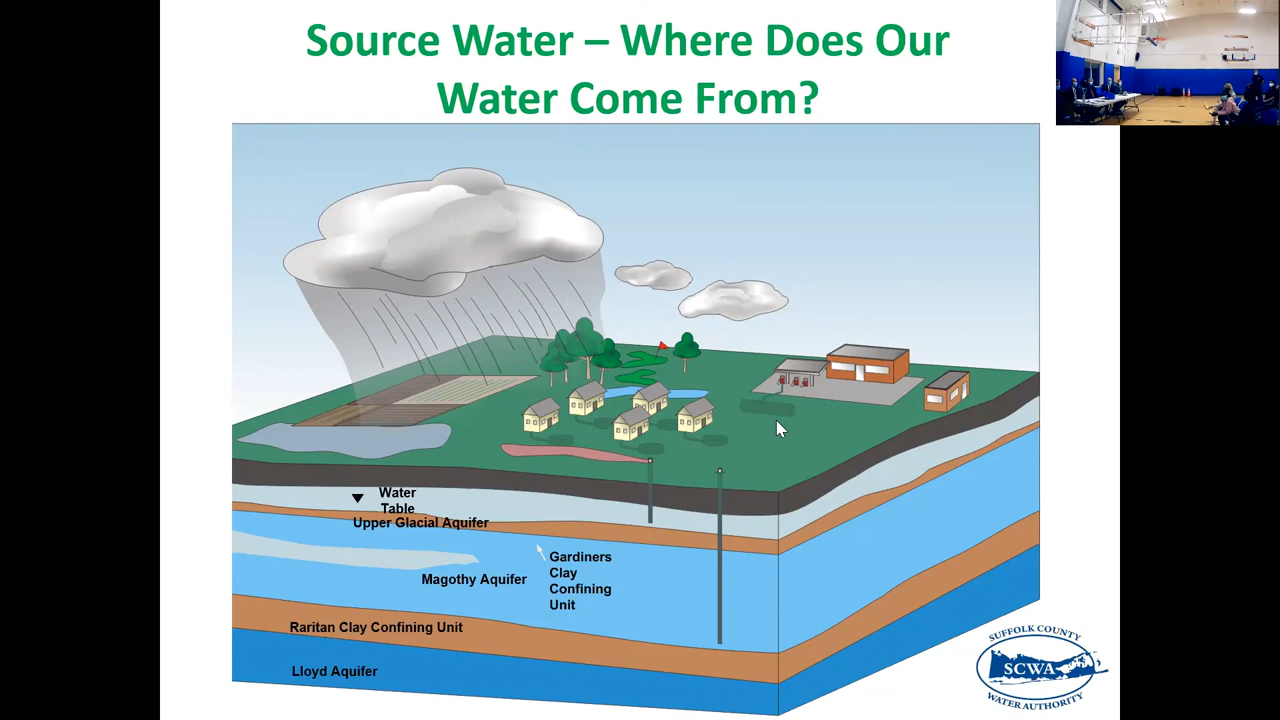 Source Water – Where Does Our
Water Come From?
Water
Table
Upper Glacial Aquifer
Gardiners
Clay
Confining
Unit
Magothy Aquifer
Raritan Clay Confining Unit
Lloyd Aquifer
SUFFOLK COUNTY
SCWA
WATER AUTHORITY